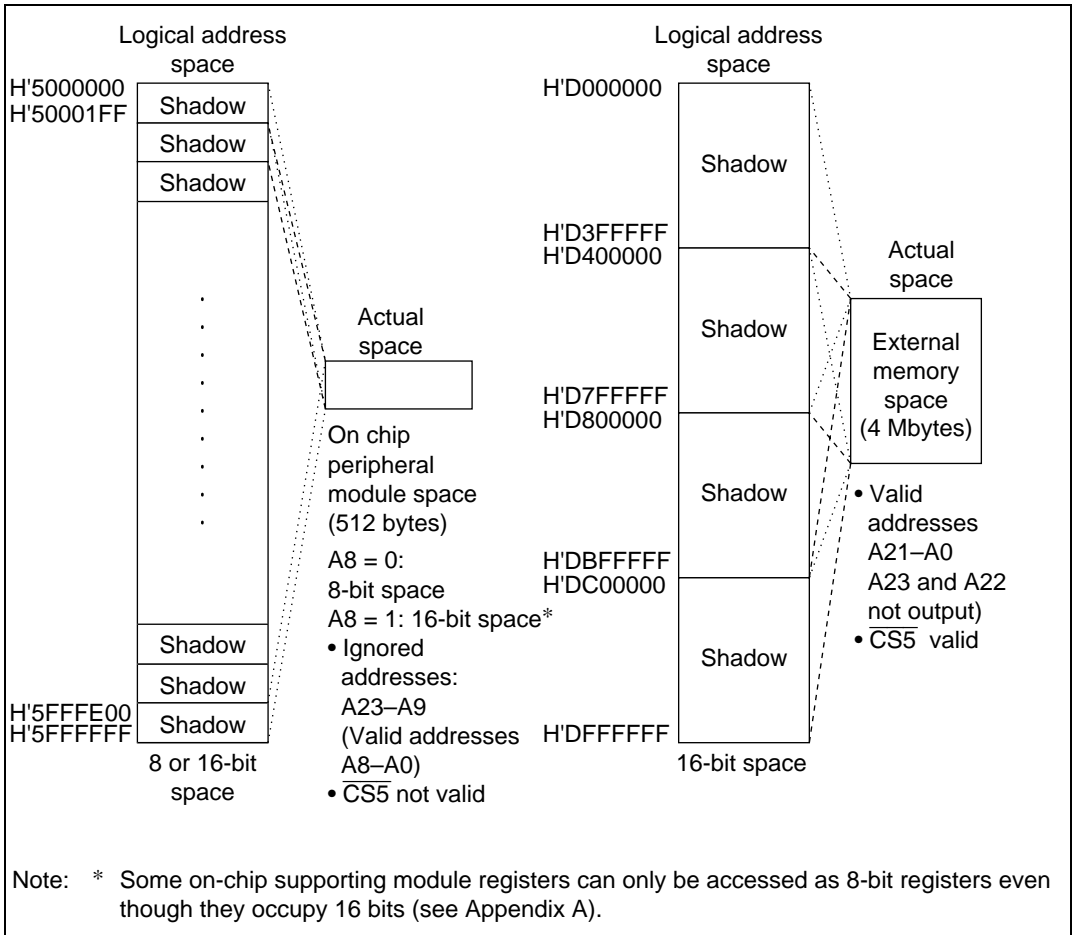 Logical address
space
H'5000000
H'50001FF
Shadow
Shadow
Shadow
Shadow
Shadow
H'5FFFE00
H'5FFFFFF
Shadow
8 or 16-bit
space
Actual
space
On chip
peripheral
module space
(512 bytes)
A8 = 0:
8-bit space
A8 = 1: 16-bit space*
• Ignored
addresses:
A23–A9
(Valid addresses
A8–A0)
• CS5 not valid
Logical address
space
H'D000000
Shadow
H'D3FFFFF
H'D400000
Shadow
H'D7FFFFF
H'D800000
Shadow
H'DBFFFFF
H'DC00000
Shadow
H'DFFFFFF
16-bit space
Actual
space
External
memory
space
(4 Mbytes)
• Valid
addresses
A21–A0
A23 and A22
not output)
• CS5 valid
Note: * Some on-chip supporting module registers can only be accessed as 8-bit registers even
though they occupy 16 bits (see Appendix A).